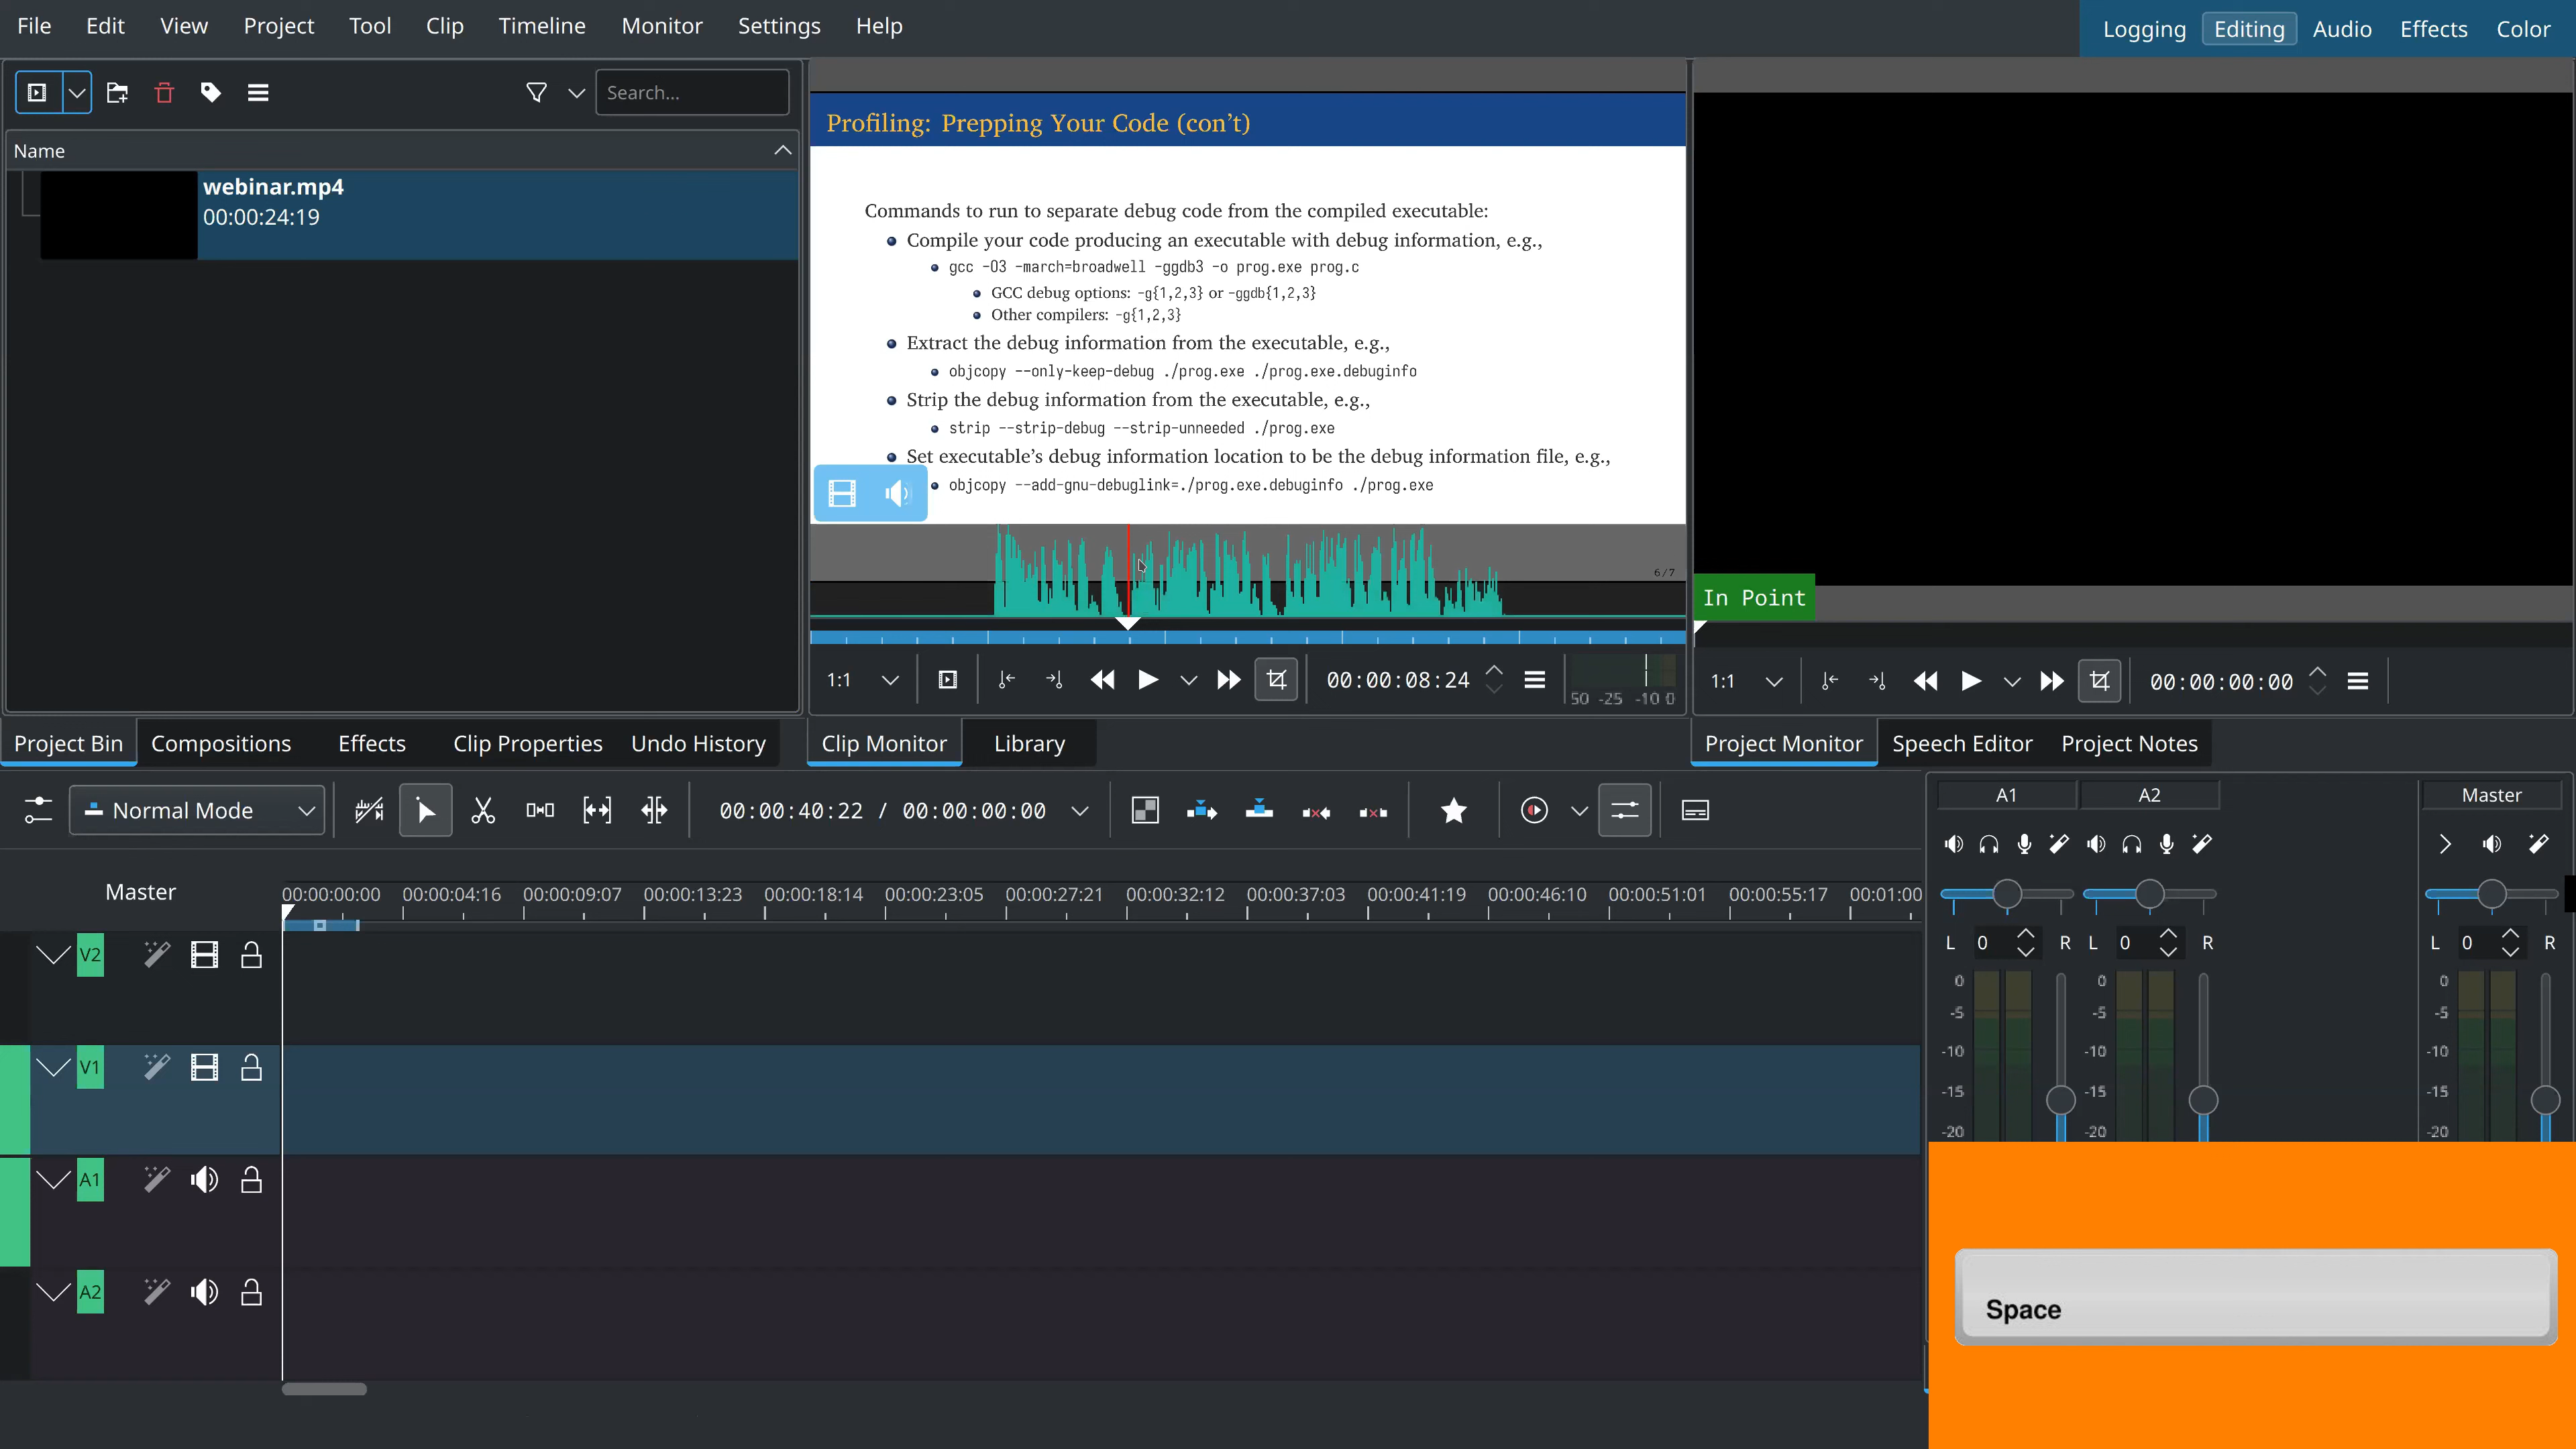 File Edit View Project Tool Clip Timeline Monitor Settings Help
Logging Editing Audio Effects Color
Search...
Name
webinar.mp4
00:00:24:19
Profiling: Prepping Your Code (con't)
Commands to run to separate debug code from the compiled executable:
Compile your code producing an executable with debug information, e.g.,
gcc -O3 -march=broadwell -ggdb3 -o prog.exe prog.c
GCC debug options: -g{1,2,3} or -ggdb{1,2,3}
Other compilers: -g{1,2,3}
Extract the debug information from the executable, e.g.,
objcopy --only-keep-debug ./prog.exe ./prog.exe.debuginfo
Strip the debug information from the executable, e.g.,
strip --strip-debug --strip-unneeded ./prog.exe
Set executable's debug information location to be the debug information file, e.g.,
objcopy --add-gnu-debuglink=./prog.exe.debuginfo ./prog.exe
6/7
In Point
1:1 00:00:08:24
50 -25 -10 0
1:1 00:00:00:00
Project Bin Compositions Effects Clip Properties Undo History
Clip Monitor Library
Project Monitor Speech Editor Project Notes
Normal Mode 00:00:40:22 / 00:00:00:00
Master 00:00:00:00 00:00:04:16 00:00:09:07 00:00:13:23 00:00:18:14 00:00:23:05 00:00:27:21 00:00:32:12 00:00:37:03 00:00:41:19 00:00:46:10 00:00:51:01 00:00:55:17 00:01:00
V2
V1
A1
A2
A1 A2 Master
L 0 R L 0 R L 0 R
0 0 0
-5 -5 -5
-10 -10 -10
-15 -15 -15
-20 -20 -20
Space